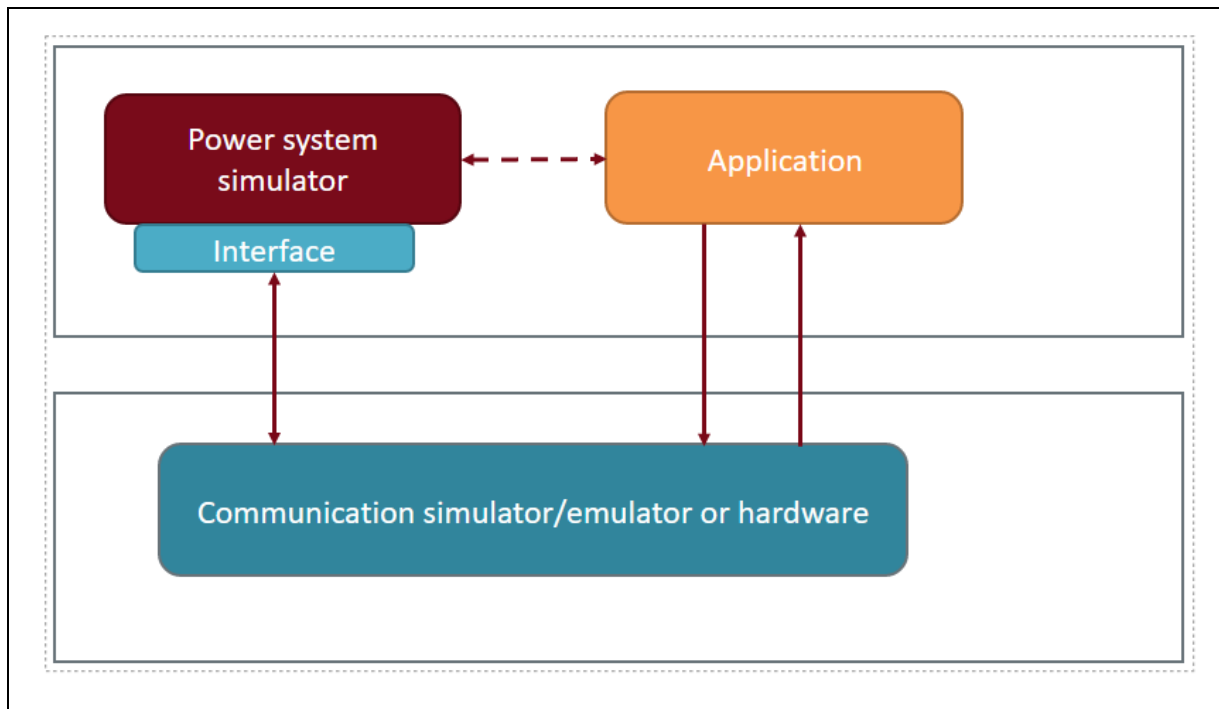 Power system
simulator
Application
Interface
Communication simulator/emulator or hardware